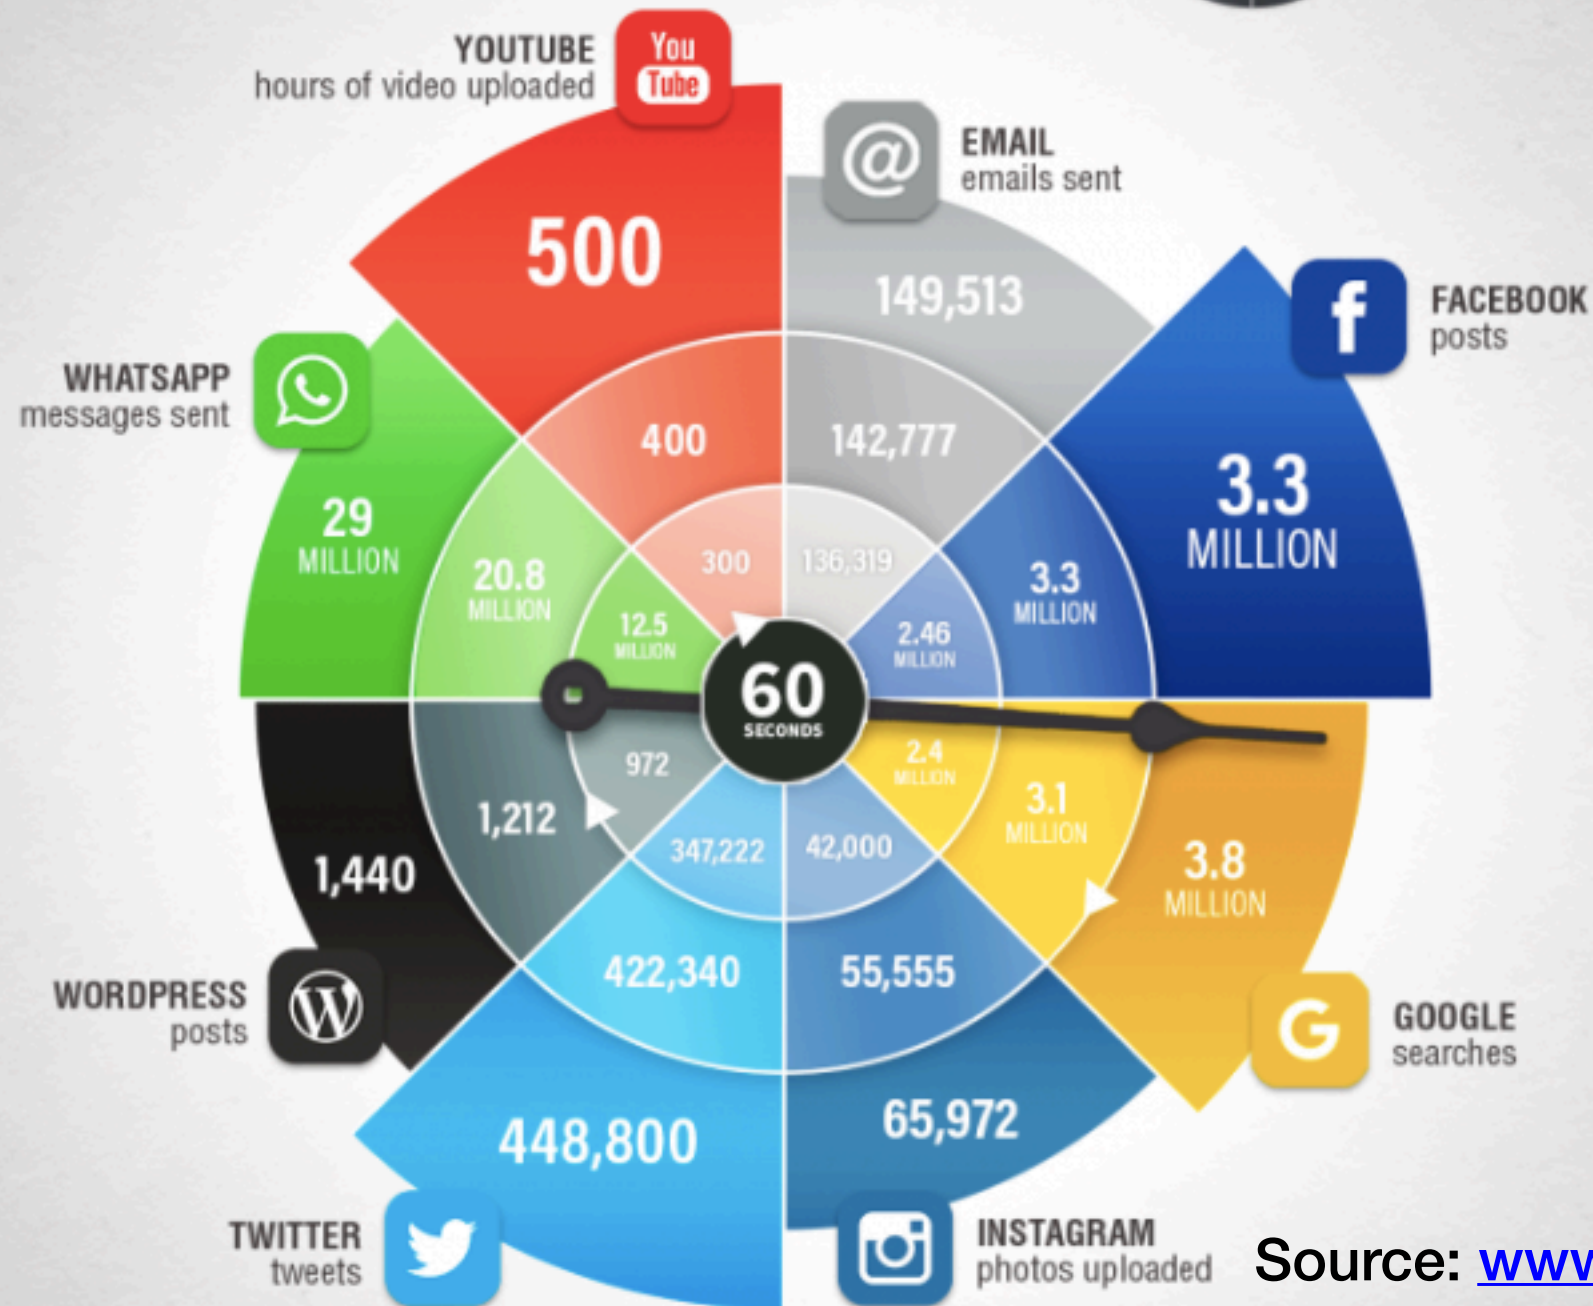 YOUTUBE
hours of video uploaded
You
Tube
500
400
300
EMAIL
emails sent
@
149,513
142,777
136,319
FACEBOOK
posts
f
3.3
MILLION
3.3
MILLION
2.46
MILLION
GOOGLE
searches
G
3.8
MILLION
3.1
MILLION
2.4
MILLION
INSTAGRAM
photos uploaded
65,972
55,555
42,000
TWITTER
tweets
448,800
422,340
347,222
WORDPRESS
posts
W
1,440
1,212
972
WHATSAPP
messages sent
29
MILLION
20.8
MILLION
12.5
MILLION
60
SECONDS
Source: www